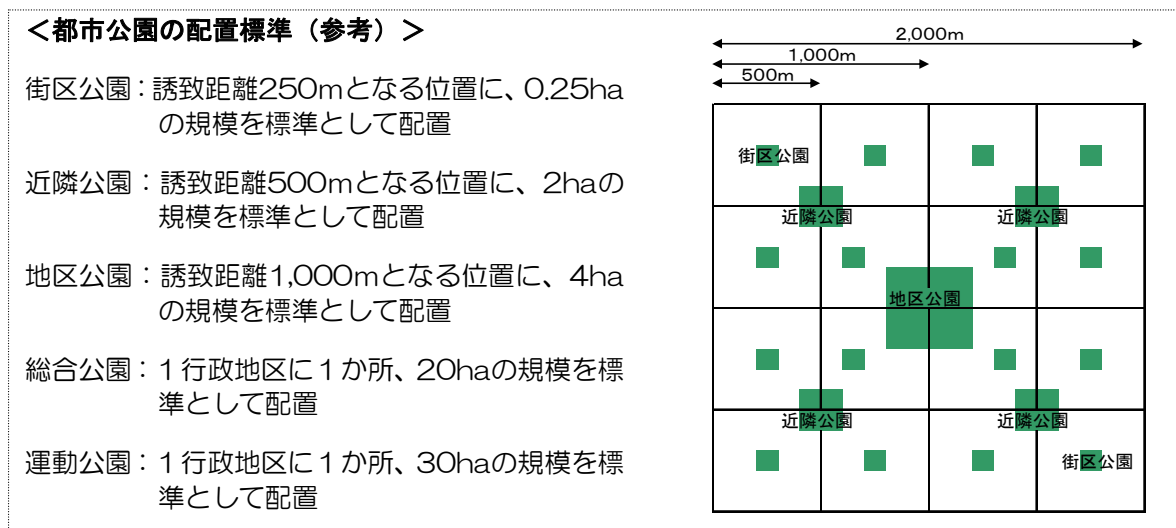 ＜都市公園の配置標準（参考）＞
街区公園：誘致距離250mとなる位置に、0.25ha
の規模を標準として配置
近隣公園：誘致距離500mとなる位置に、2haの
規模を標準として配置
地区公園：誘致距離1,000mとなる位置に、4ha
の規模を標準として配置
総合公園：１行政地区に１か所、20haの規模を標
準として配置
運動公園：１行政地区に１か所、30haの規模を標
準として配置
2,000m
1,000m
500m
街区公園
近隣公園
近隣公園
地区公園
近隣公園
近隣公園
街区公園